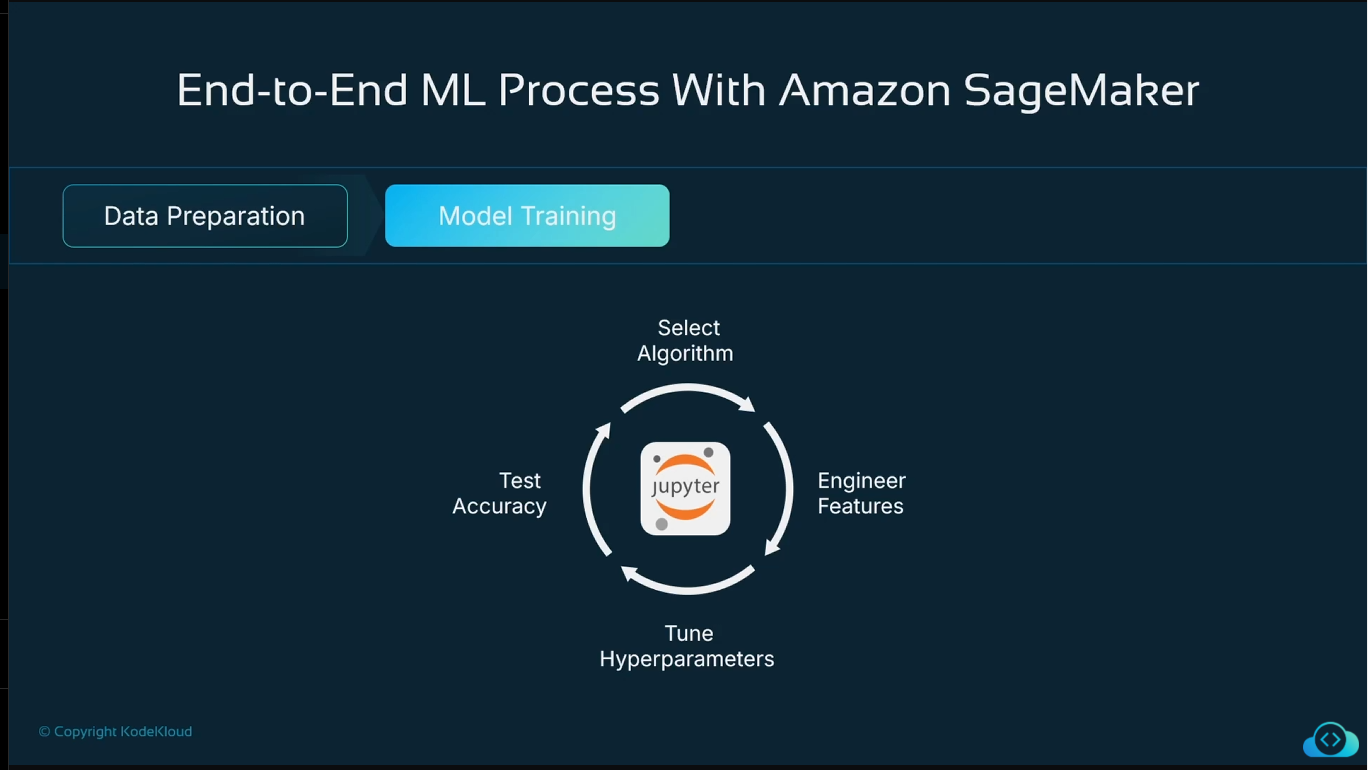 End-to-End ML Process With Amazon SageMaker
Data Preparation
Model Training
Select
Algorithm
Test
Accuracy
jupyter
Engineer
Features
Tune
Hyperparameters
© Copyright KodeKloud